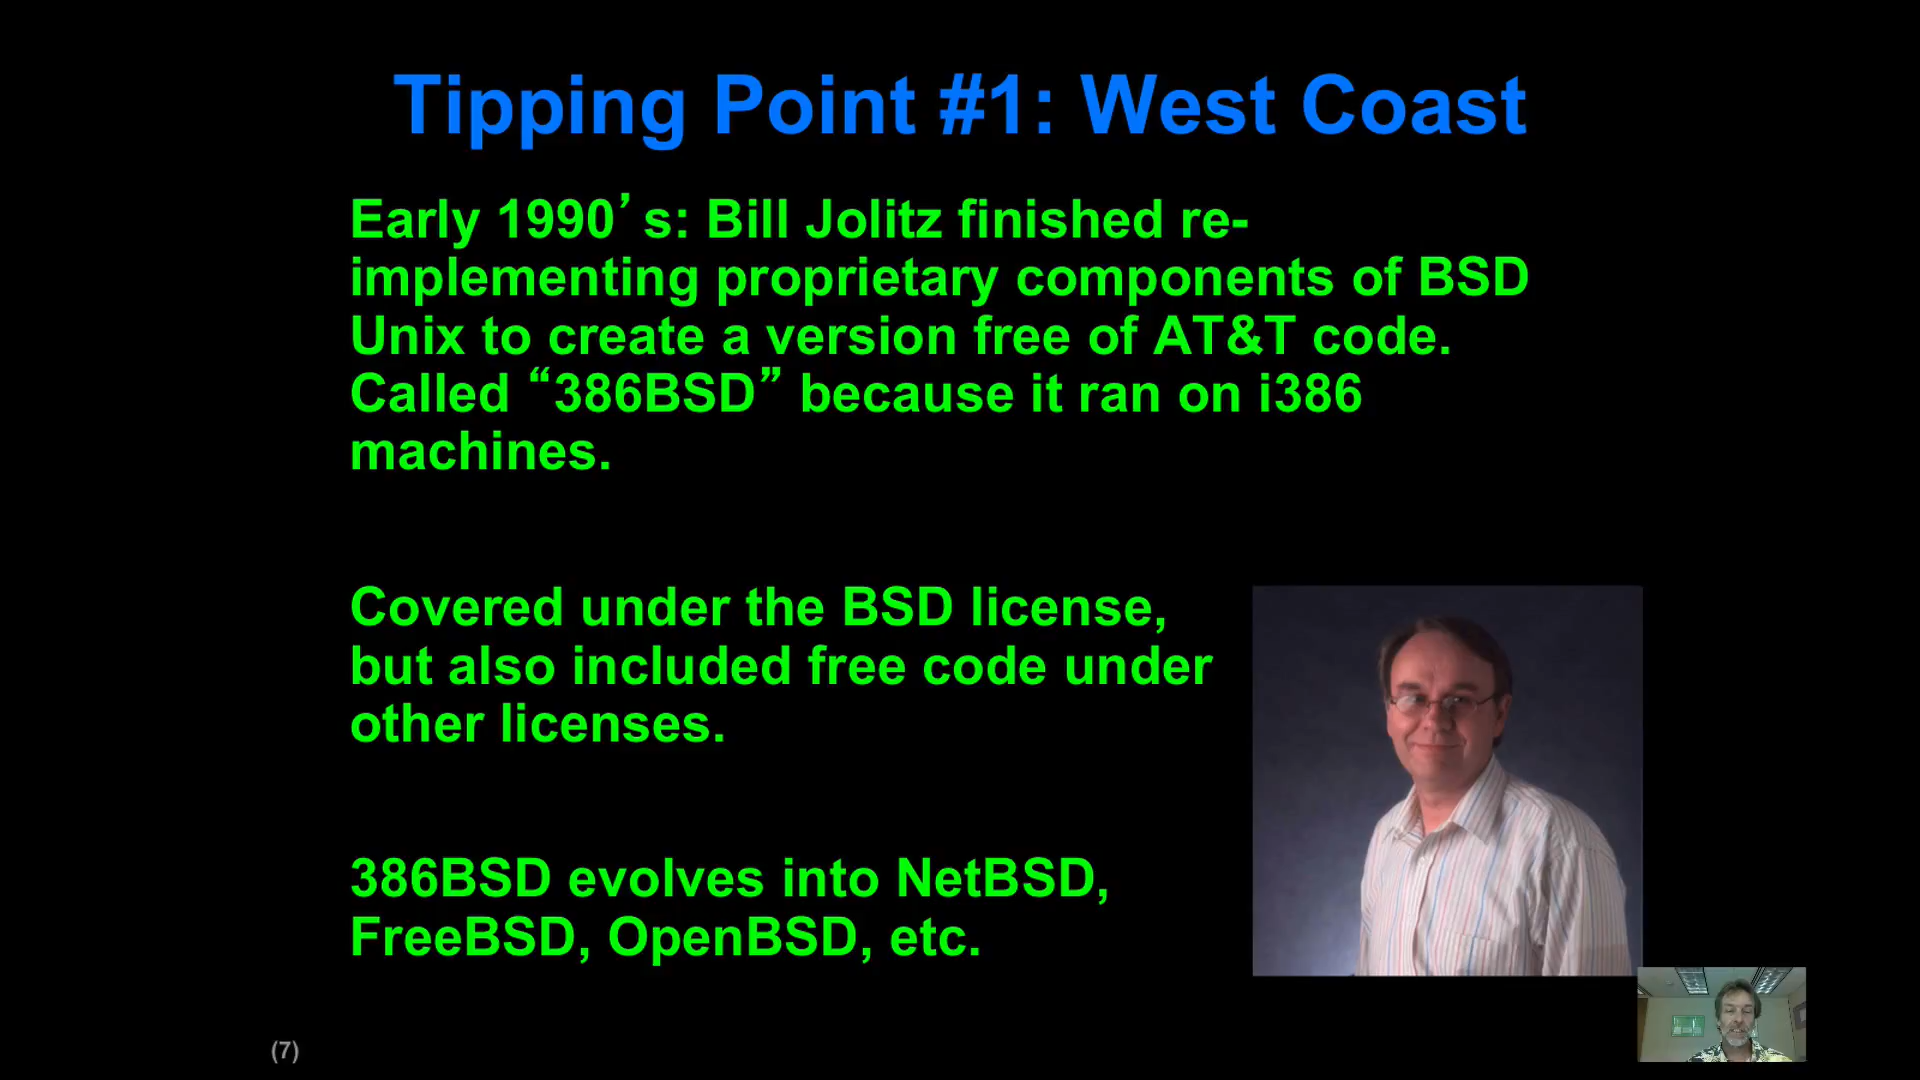 Tipping Point #1: West Coast
Early 1990’s: Bill Jolitz finished re-
implementing proprietary components of BSD
Unix to create a version free of AT&T code.
Called “386BSD” because it ran on i386
machines.
Covered under the BSD license,
but also included free code under
other licenses.
386BSD evolves into NetBSD,
FreeBSD, OpenBSD, etc.
(7)